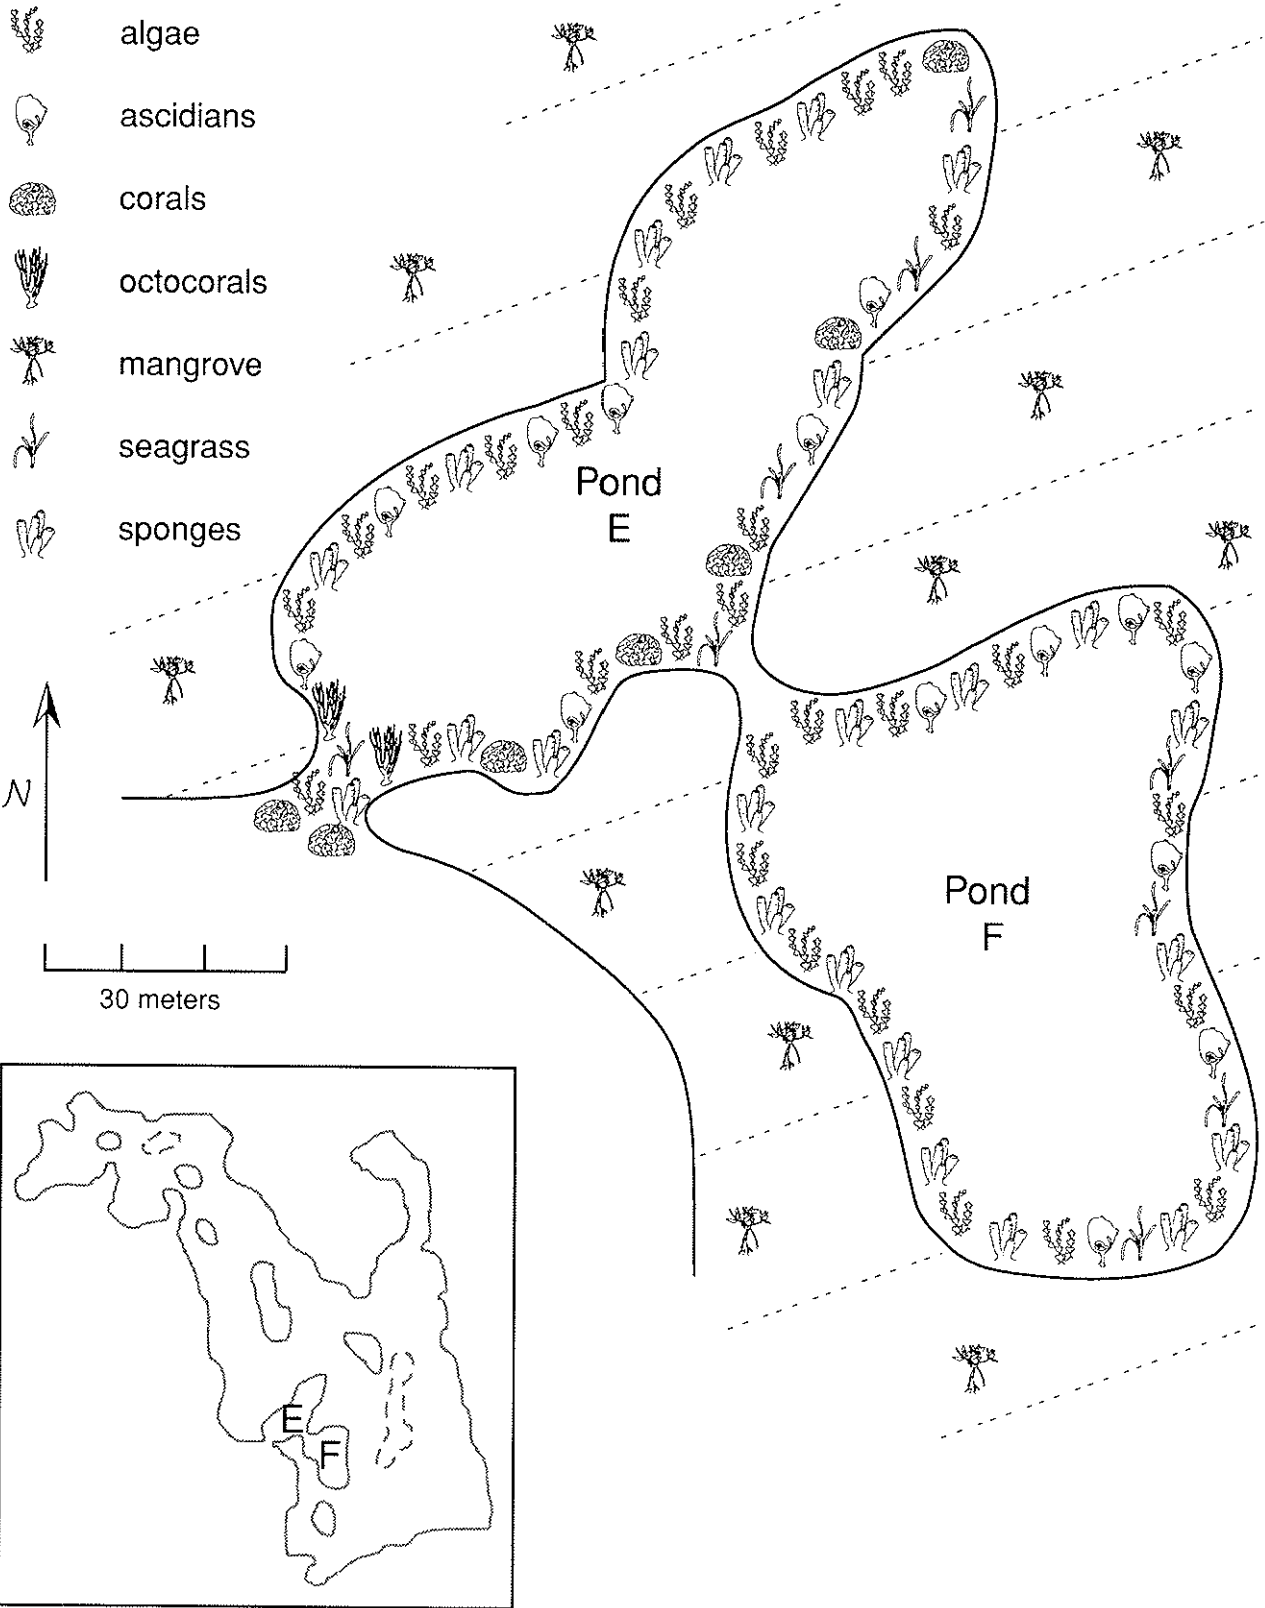 algae
ascidians
corals
octocorals
mangrove
seagrass
sponges
Pond
E
Pond
F
N
30 meters
E
F